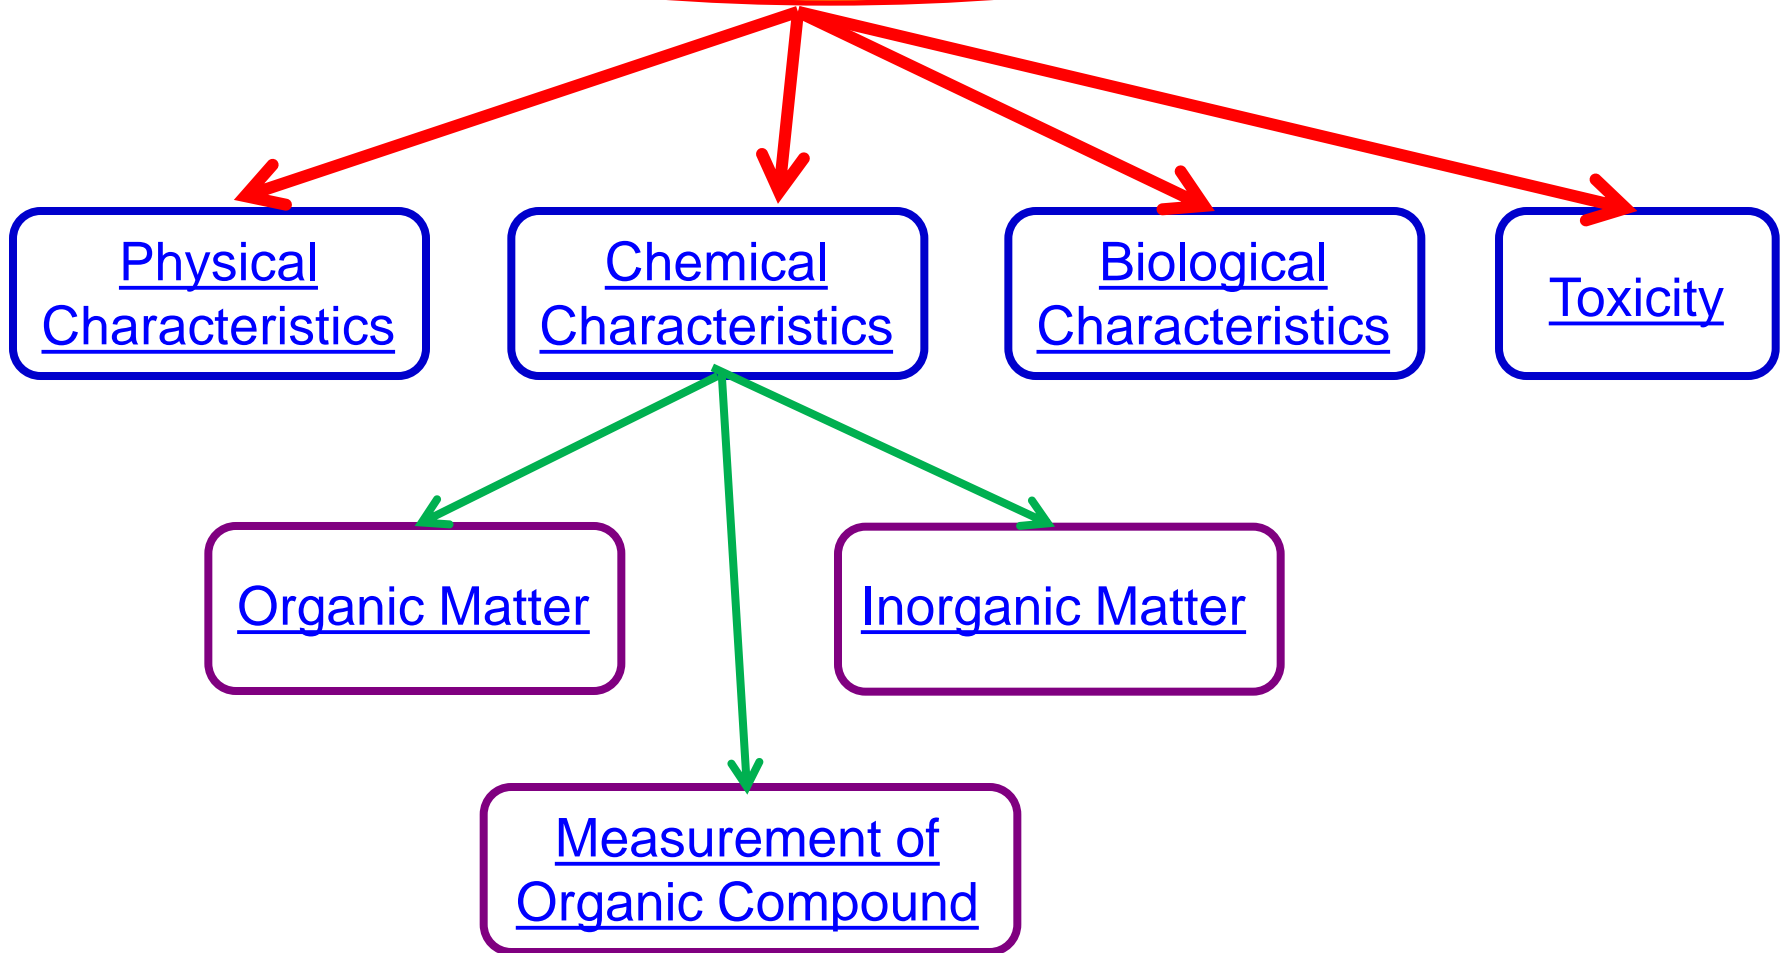 Physical
Characteristics
Chemical
Characteristics
Biological
Characteristics
Toxicity
Organic Matter
Inorganic Matter
Measurement of
Organic Compound